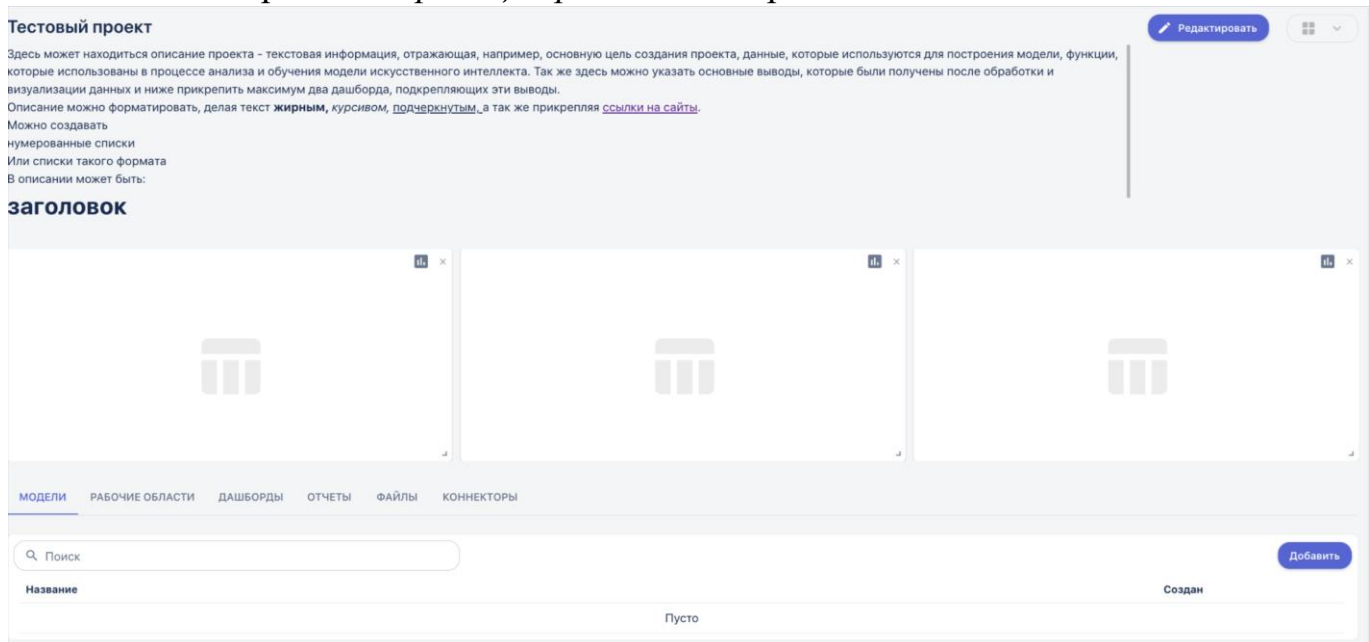 Тестовый проект
Редактировать
Здесь может находиться описание проекта - текстовая информация, отражающая, например, основную цель создания проекта, данные, которые используются для построения модели, функции,
которые использованы в процессе анализа и обучения модели искусственного интеллекта. Так же здесь можно указать основные выводы, которые были получены после обработки и
визуализации данных и ниже прикрепить максимум два дашборда, подкрепляющих эти выводы.
Описание можно форматировать, делая текст жирным, курсивом, подчеркнутым, а так же прикрепляя ссылки на сайты.
Можно создавать
нумерованные списки
Или списки такого формата
В описании может быть:
заголовок
МОДЕЛИ РАБОЧИЕ ОБЛАСТИ ДАШБОРДЫ ОТЧЕТЫ ФАЙЛЫ КОННЕКТОРЫ
Поиск
Добавить
Название Создан
Пусто